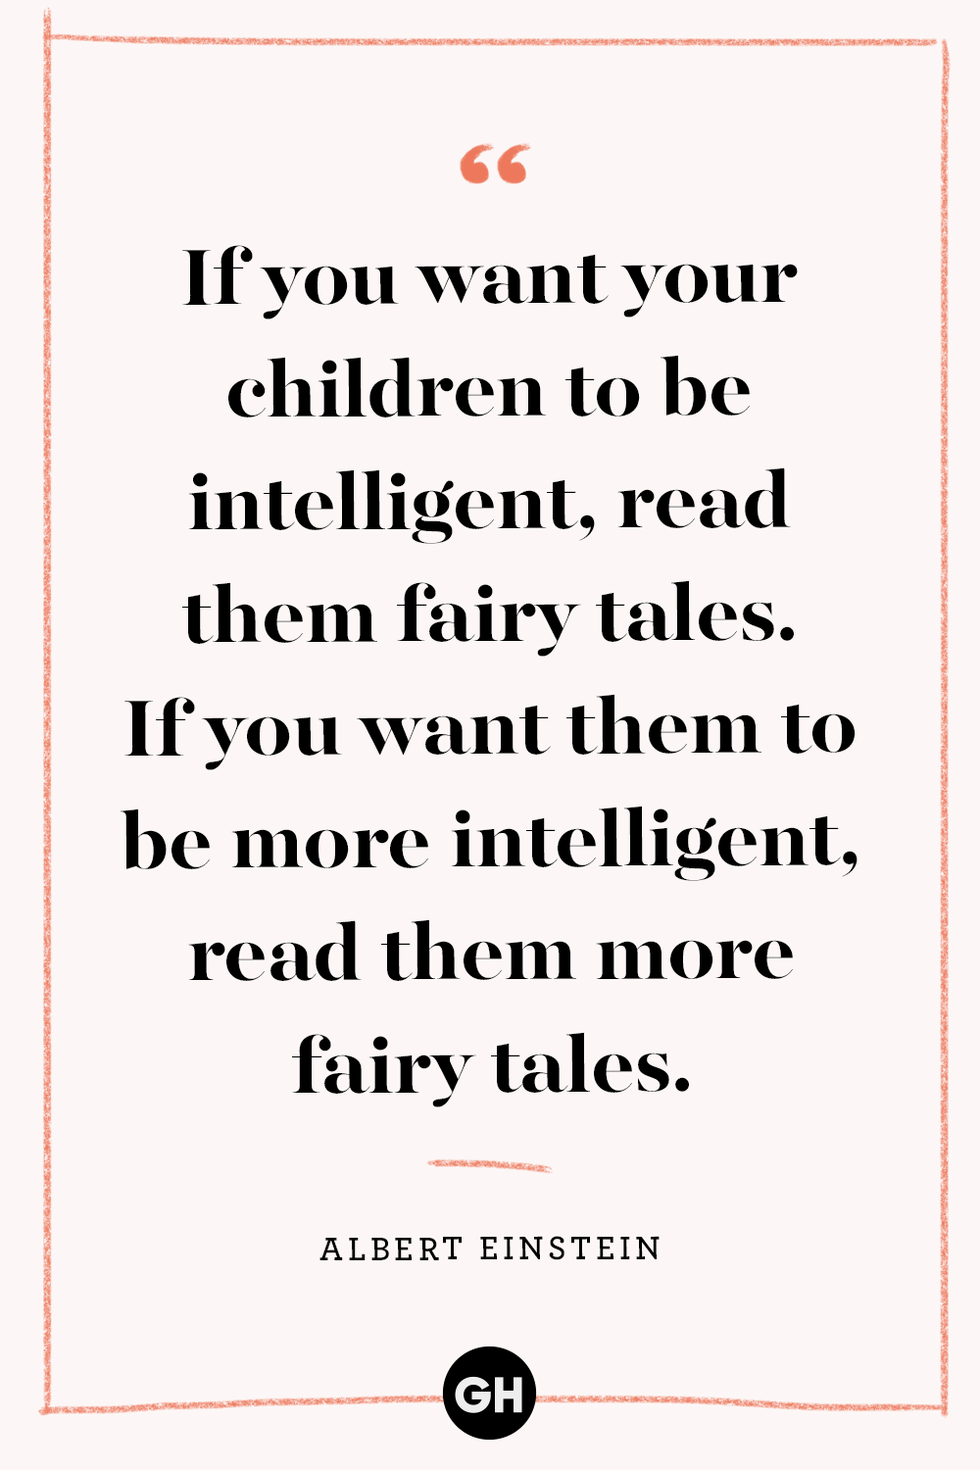 “
If you want your
children to be
intelligent, read
them fairy tales.
If you want them to
be more intelligent,
read them more
fairy tales.
ALBERT EINSTEIN
GH